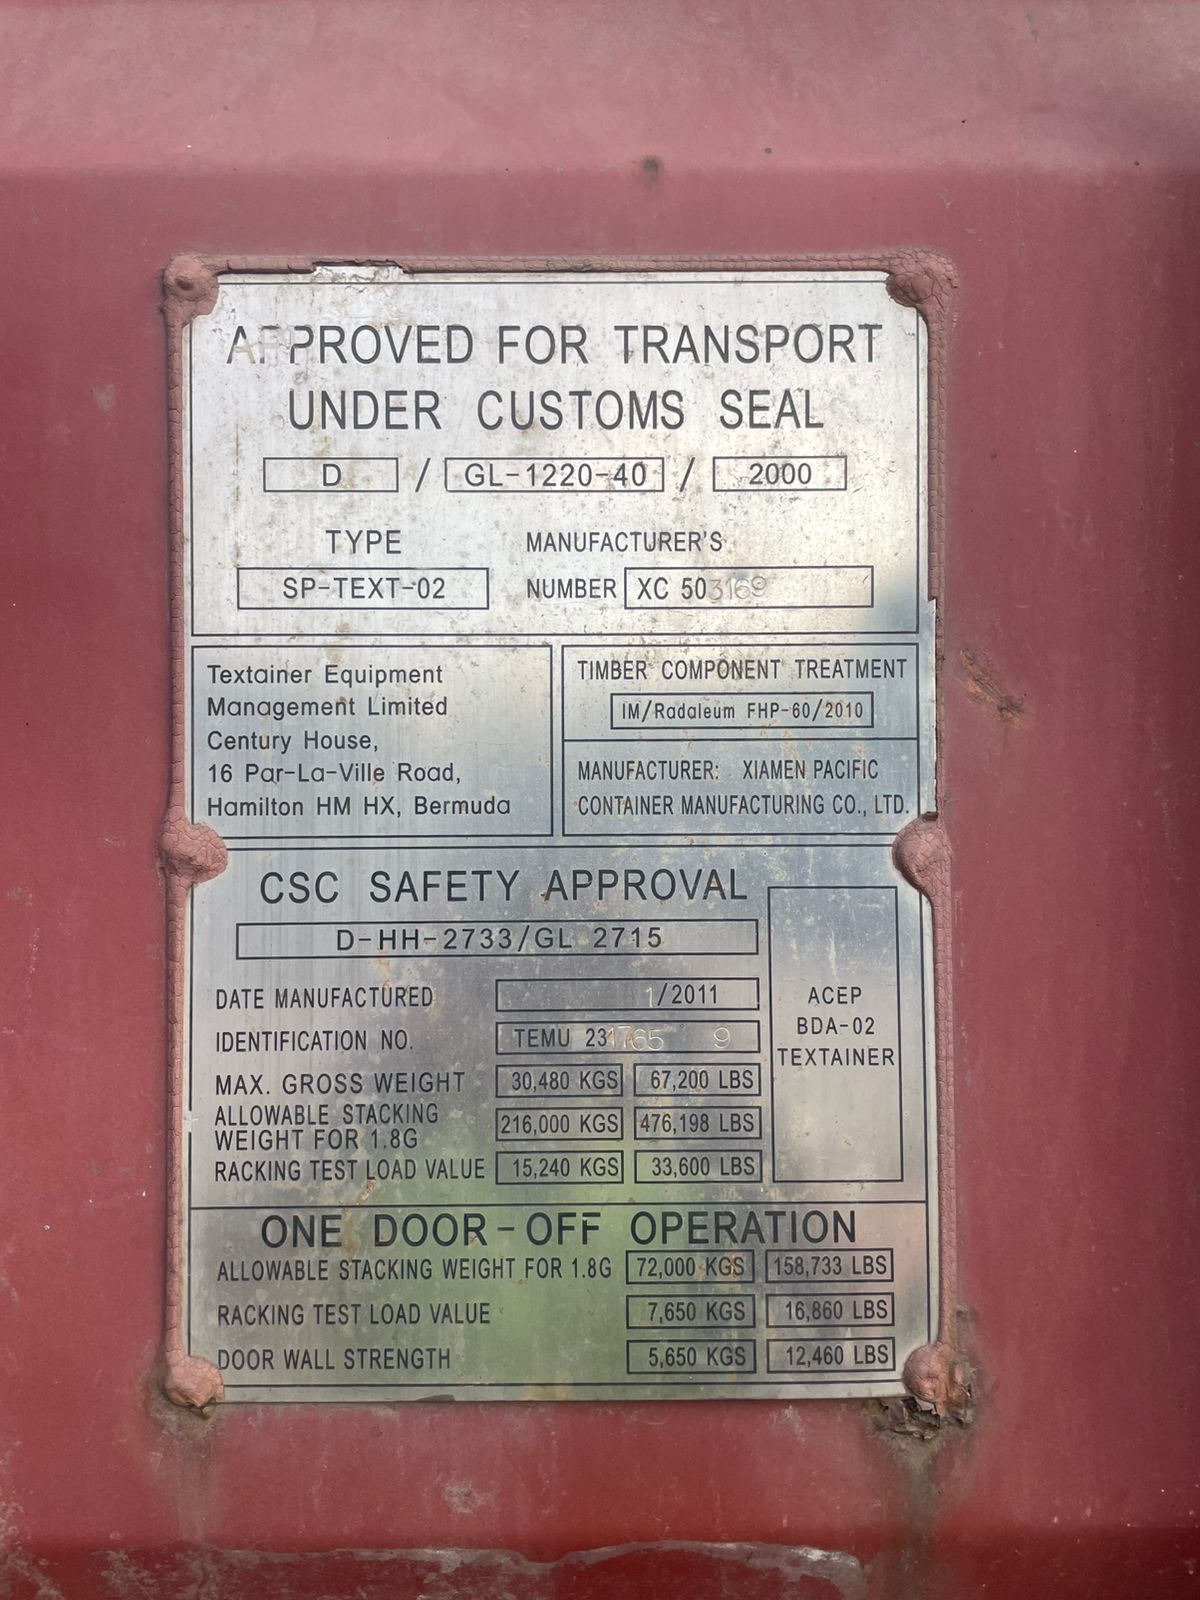 APPROVED FOR TRANSPORT
UNDER CUSTOMS SEAL
D / GL-1220-40 / 2000
TYPE MANUFACTURER'S
SP-TEXT-02 NUMBER XC 503169
Textainer Equipment
Management Limited
Century House,
16 Par-La-Ville Road,
Hamilton HM HX, Bermuda
TIMBER COMPONENT TREATMENT
IM/Radaleum FHP-60/2010
MANUFACTURER: XIAMEN PACIFIC
CONTAINER MANUFACTURING CO., LTD.
CSC SAFETY APPROVAL
D-HH-2733/GL 2715
DATE MANUFACTURED 1/2011
IDENTIFICATION NO. TEMU 231765 9
MAX. GROSS WEIGHT 30,480 KGS 67,200 LBS
ALLOWABLE STACKING
WEIGHT FOR 1.8G 216,000 KGS 476,198 LBS
RACKING TEST LOAD VALUE 15,240 KGS 33,600 LBS
ACEP
BDA-02
TEXTAINER
ONE DOOR-OFF OPERATION
ALLOWABLE STACKING WEIGHT FOR 1.8G 72,000 KGS 158,733 LBS
RACKING TEST LOAD VALUE 7,650 KGS 16,860 LBS
DOOR WALL STRENGTH 5,650 KGS 12,460 LBS